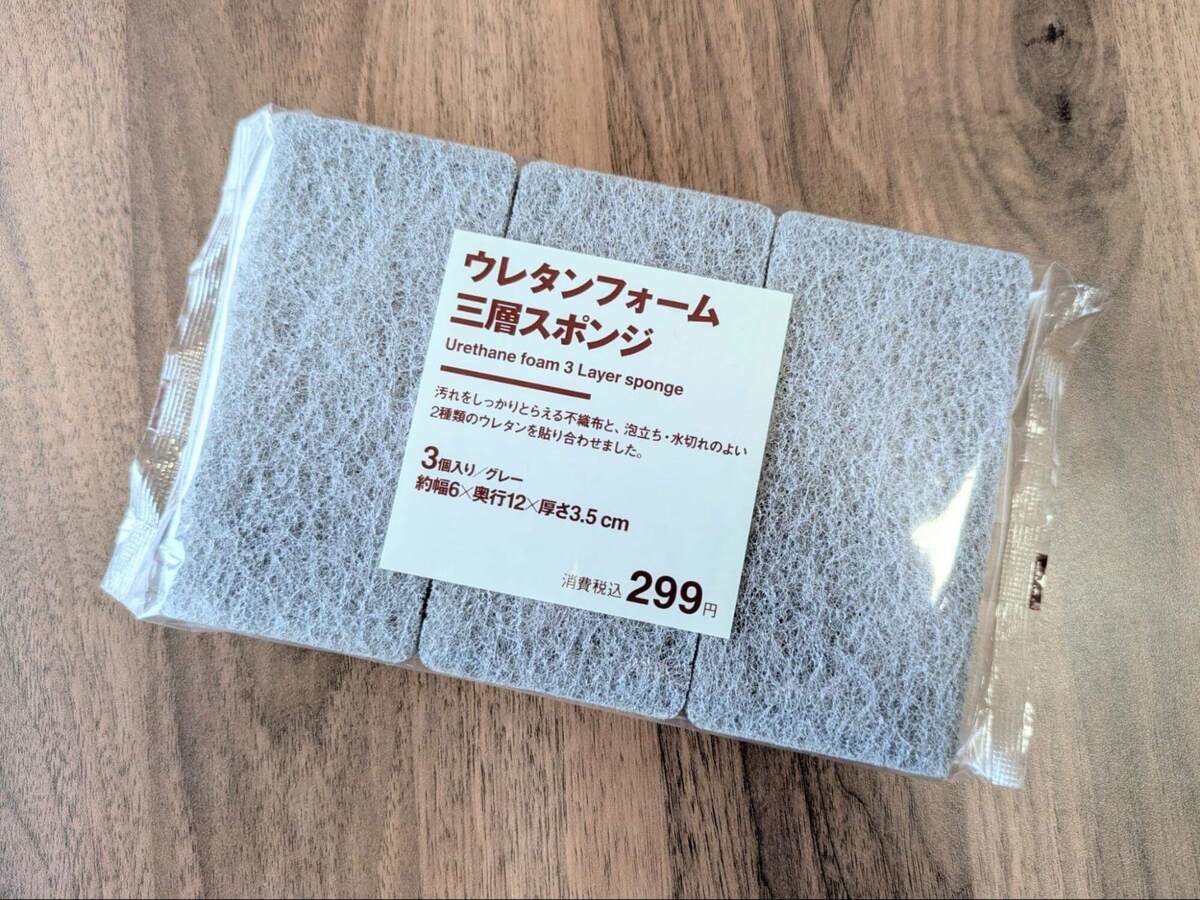 ウレタンフォーム
三層スポンジ
Urethane foam 3 Layer sponge
汚れをしっかりとらえる不織布と、泡立ち・水切れのよい
2種類のウレタンを貼り合わせました。
3個入り/グレー
約幅6×奥行12×厚さ3.5 cm
消費税込299円